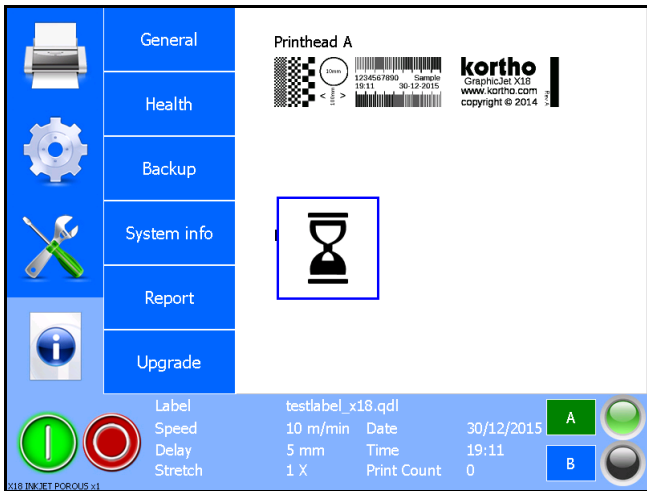 General
Health
Backup
System info
Report
Upgrade
Printhead A
10mm
100mm
< >
1234567890 Sample
19:11 30-12-2015
kortho
GraphicJet X18
www.kortho.com
copyright © 2014
Label testlabel_x18.qdl
Speed 10 m/min Date 30/12/2015
Delay 5 mm Time 19:11
Stretch 1 X Print Count 0
A
B
X18 INKJET POROUS x1